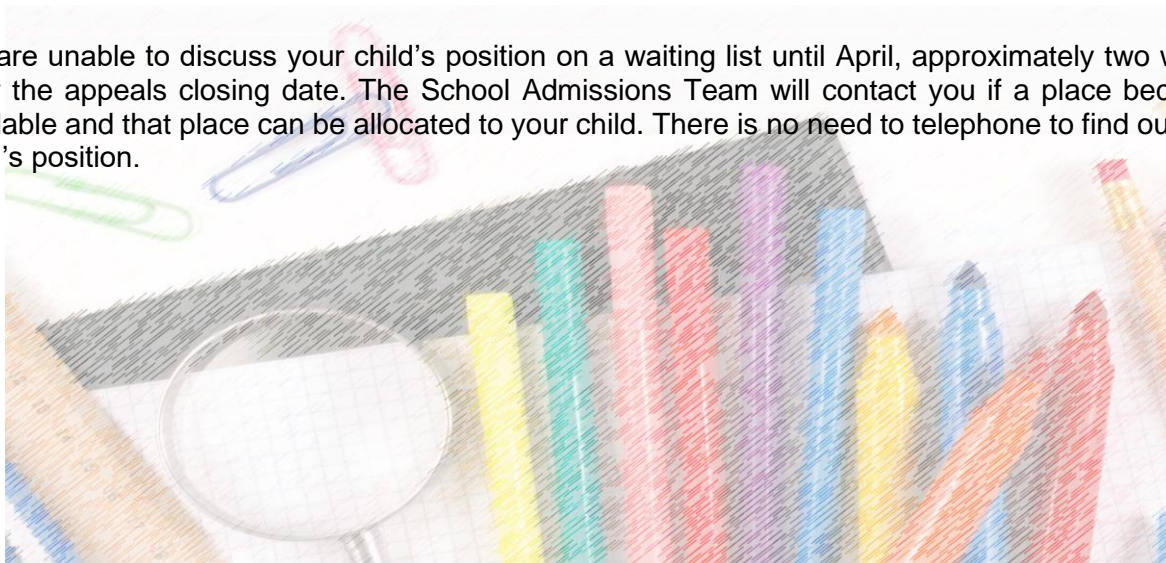 are unable to discuss your child’s position on a waiting list until April, approximately two
the appeals closing date. The School Admissions Team will contact you if a place
and that place can be allocated to your child. There is no need to telephone to find
’s position.